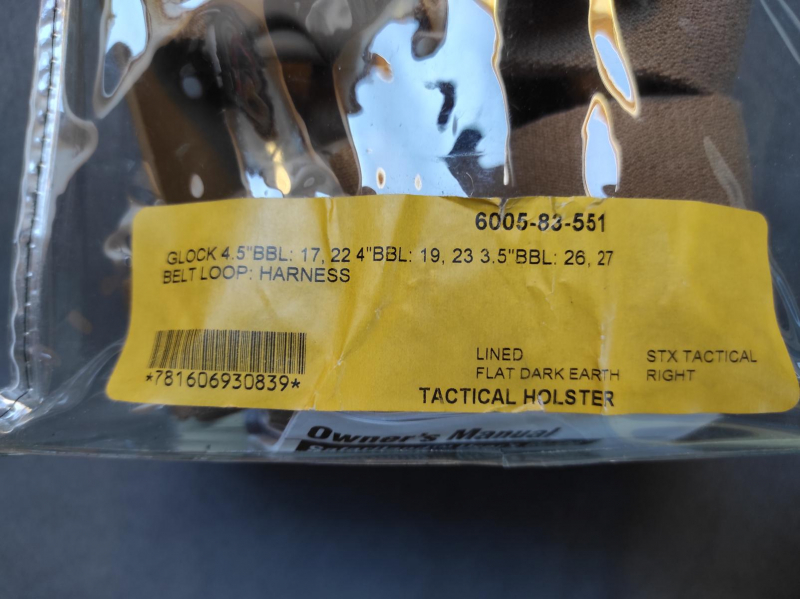 6005-83-551
GLOCK 4.5"BBL: 17, 22 4"BBL: 19, 23 3.5"BBL: 26, 27
BELT LOOP: HARNESS
*781606930839*
LINED STX TACTICAL
FLAT DARK EARTH RIGHT
TACTICAL HOLSTER
Owner's Manual